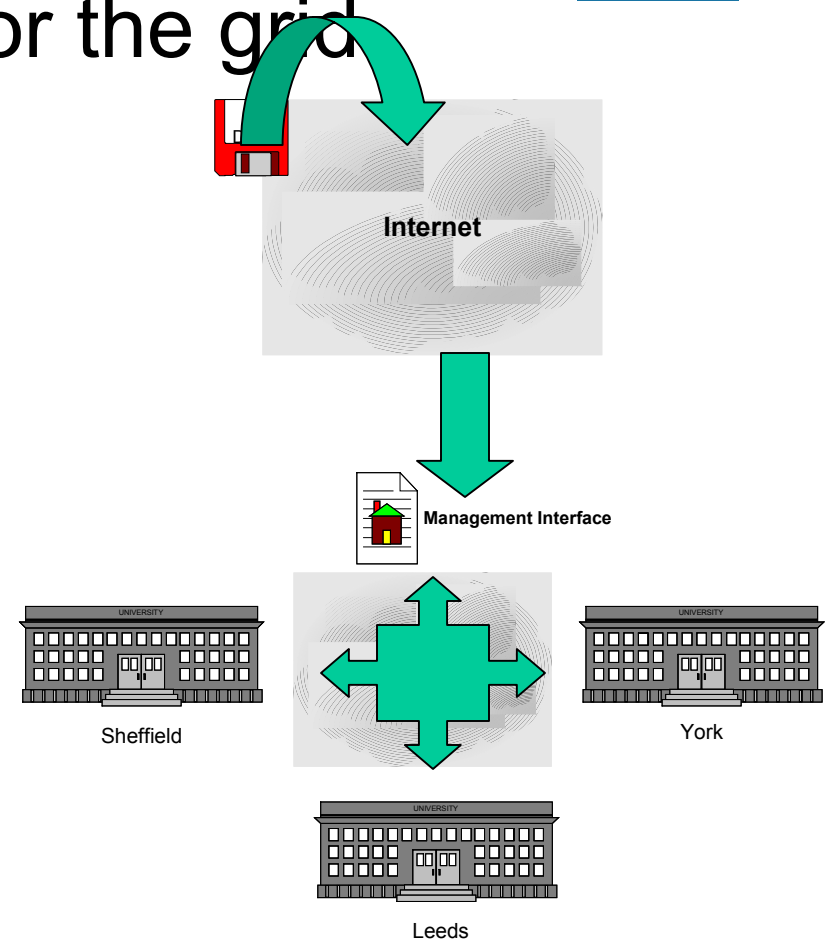 or the grid
Internet
Management Interface
UNIVERSITY
UNIVERSITY
Sheffield
York
UNIVERSITY
Leeds